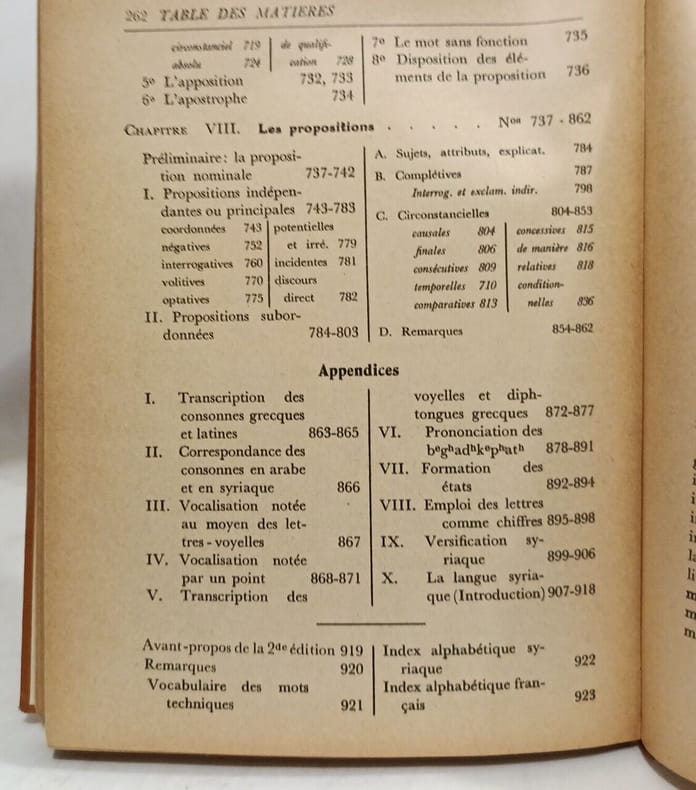 262 TABLE DES MATIERES
circonstanciel 719
absolu 724
de qualifi-
cation 728
5o L'apposition 732, 733
6o L'apostrophe 734
7o Le mot sans fonction 735
8o Disposition des élé-
ments de la proposition 736
CHAPITRE VIII. Les propositions . . . . . Nos 737 - 862
Préliminaire : la proposi-
tion nominale 737-742
I. Propositions indépen-
dantes ou principales 743-783
coordonnées 743
négatives 752
interrogatives 760
volitives 770
optatives 775
potentielles
et irré. 779
incidentes 781
discours
direct 782
II. Propositions subor-
données 784-803
A. Sujets, attributs, explicat. 784
B. Complétives 787
Interrog. et exclam. indir. 798
C. Circonstancielles 804-853
causales 804
finales 806
consécutives 809
temporelles 710
comparatives 813
concessives 815
de manière 816
relatives 818
condition-
nelles 836
D. Remarques 854-862
Appendices
I. Transcription des
consonnes grecques
et latines 863-865
II. Correspondance des
consonnes en arabe
et en syriaque 866
III. Vocalisation notée
au moyen des let-
tres - voyelles 867
IV. Vocalisation notée
par un point 868-871
V. Transcription des
voyelles et diph-
tongues grecques 872-877
VI. Prononciation des
beghadhkephath 878-891
VII. Formation des
états 892-894
VIII. Emploi des lettres
comme chiffres 895-898
IX. Versification sy-
riaque 899-906
X. La langue syria-
que (Introduction) 907-918
Avant-propos de la 2de édition 919
Remarques 920
Vocabulaire des mots
techniques 921
Index alphabétique sy-
riaque 922
Index alphabétique fran-
çais 923